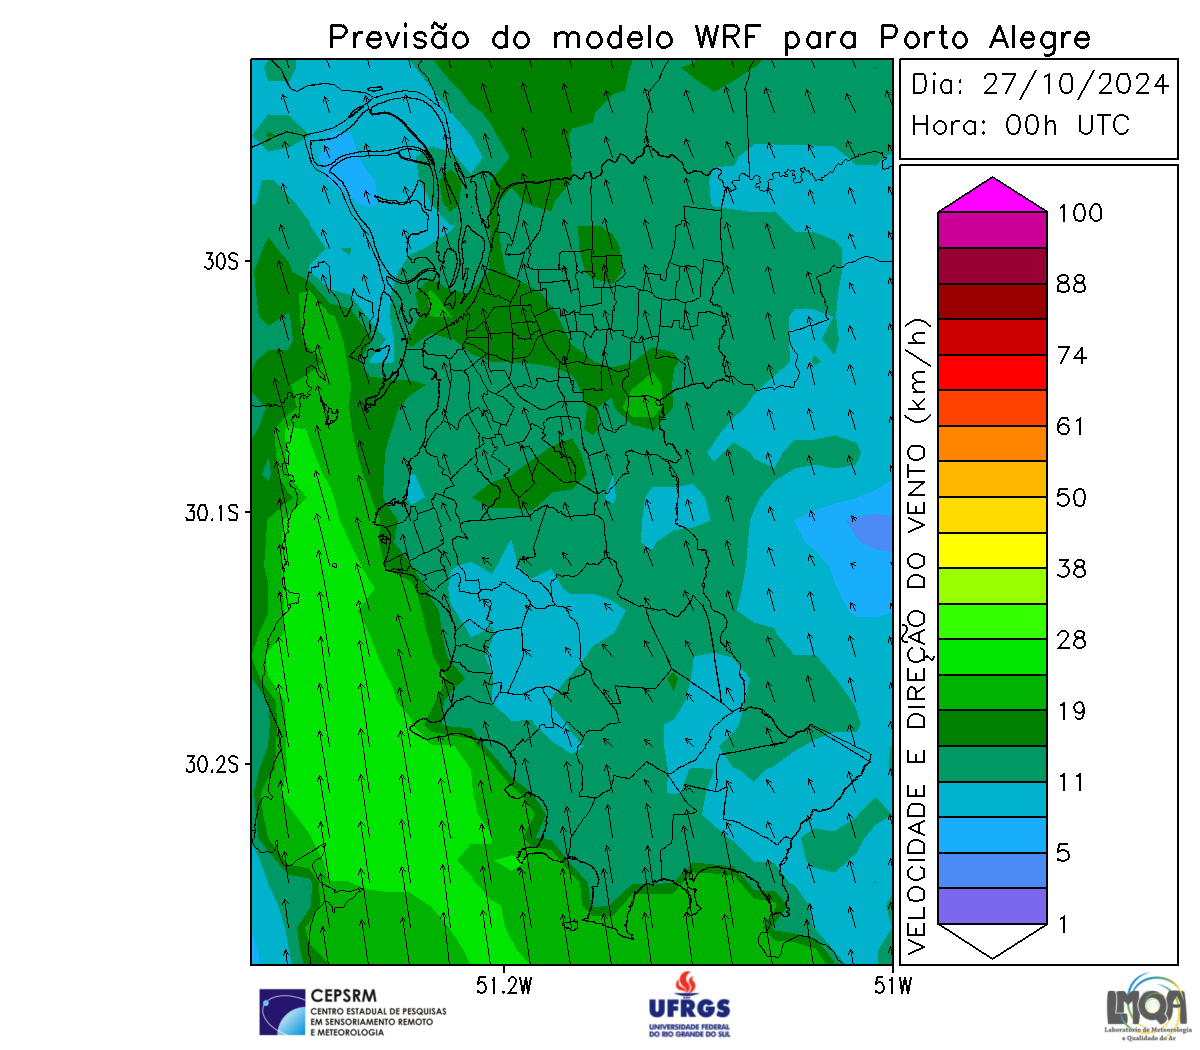 Previsão do modelo WRF para Porto Alegre
Dia: 27/10/2024
Hora: 00h UTC
30S
30.1S
30.2S
51.2W
51W
VELOCIDADE E DIREÇÃO DO VENTO (km/h)
100
88
74
61
50
38
28
19
11
5
1
CEPSRM
CENTRO ESTADUAL DE PESQUISAS
EM SENSORIAMENTO REMOTO
E METEOROLOGIA
UFRGS
UNIVERSIDADE FEDERAL
DO RIO GRANDE DO SUL
LMQA
Laboratório de Meteorologia
e Qualidade do Ar